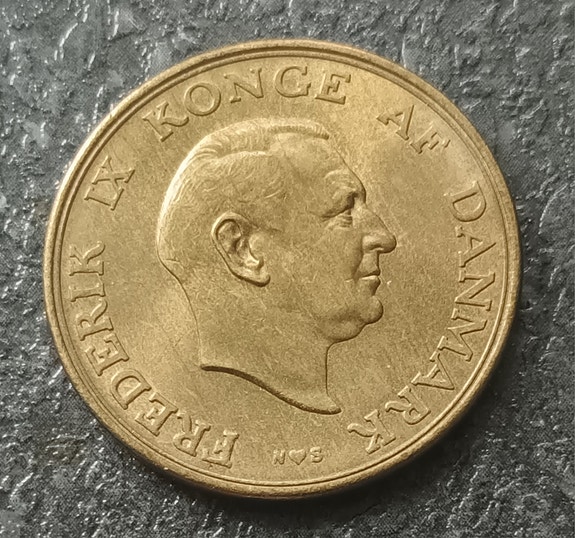 FREDERIK IX KONGE AF DANMARK
N♥S